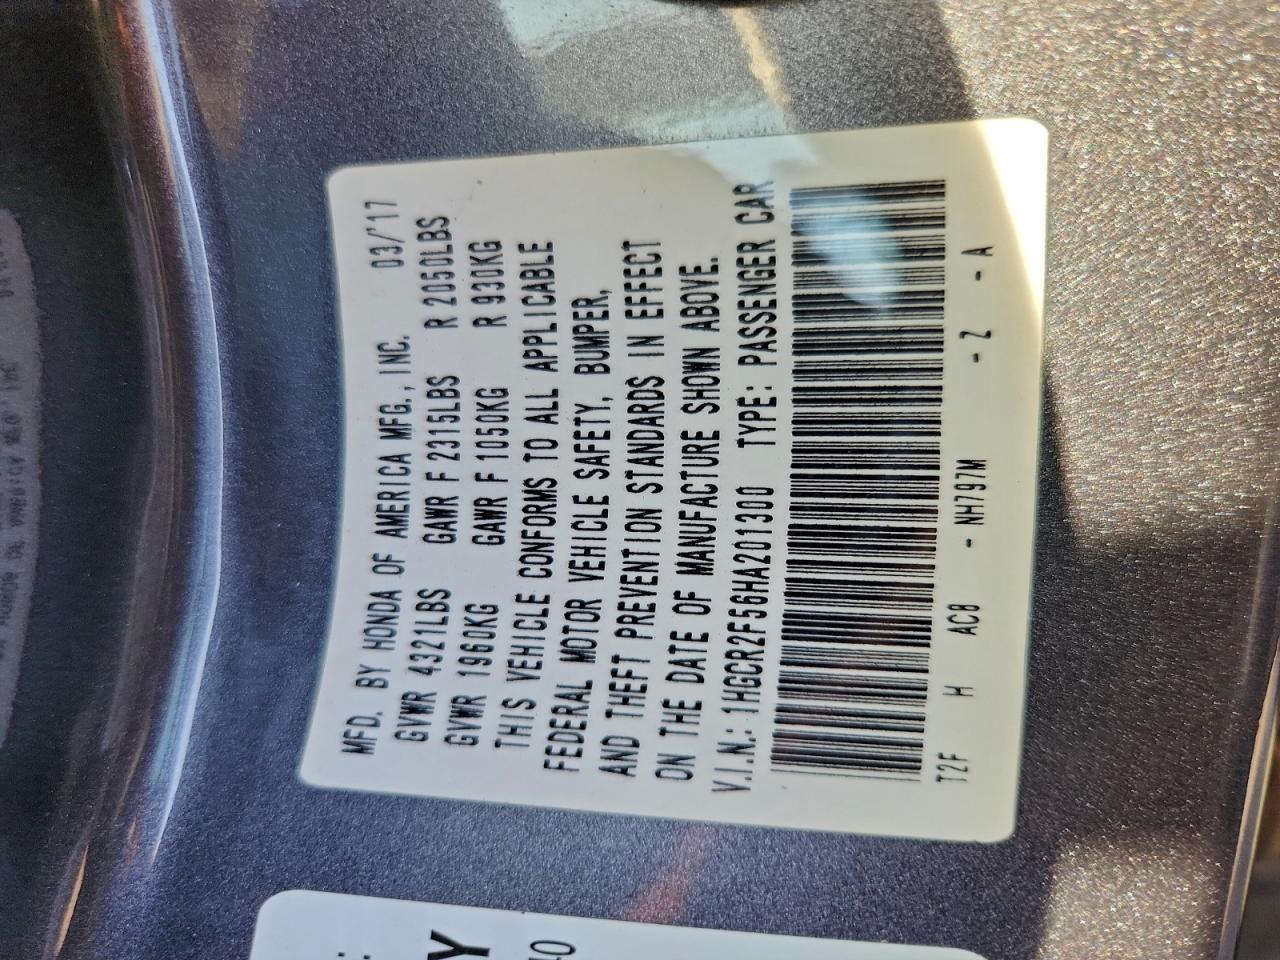 MFD. BY HONDA OF AMERICA MFG., INC. 03/'17
GVWR 4321LBS GAWR F 2315LBS R 2050LBS
GVWR 1960KG GAWR F 1050KG R 930KG
THIS VEHICLE CONFORMS TO ALL APPLICABLE
FEDERAL MOTOR VEHICLE SAFETY, BUMPER,
AND THEFT PREVENTION STANDARDS IN EFFECT
ON THE DATE OF MANUFACTURE SHOWN ABOVE.
V.I.N.: 1HGCR2F56HA201300 TYPE: PASSENGER CAR
T2F H AC8 - NH797M - Z - A
Y
40